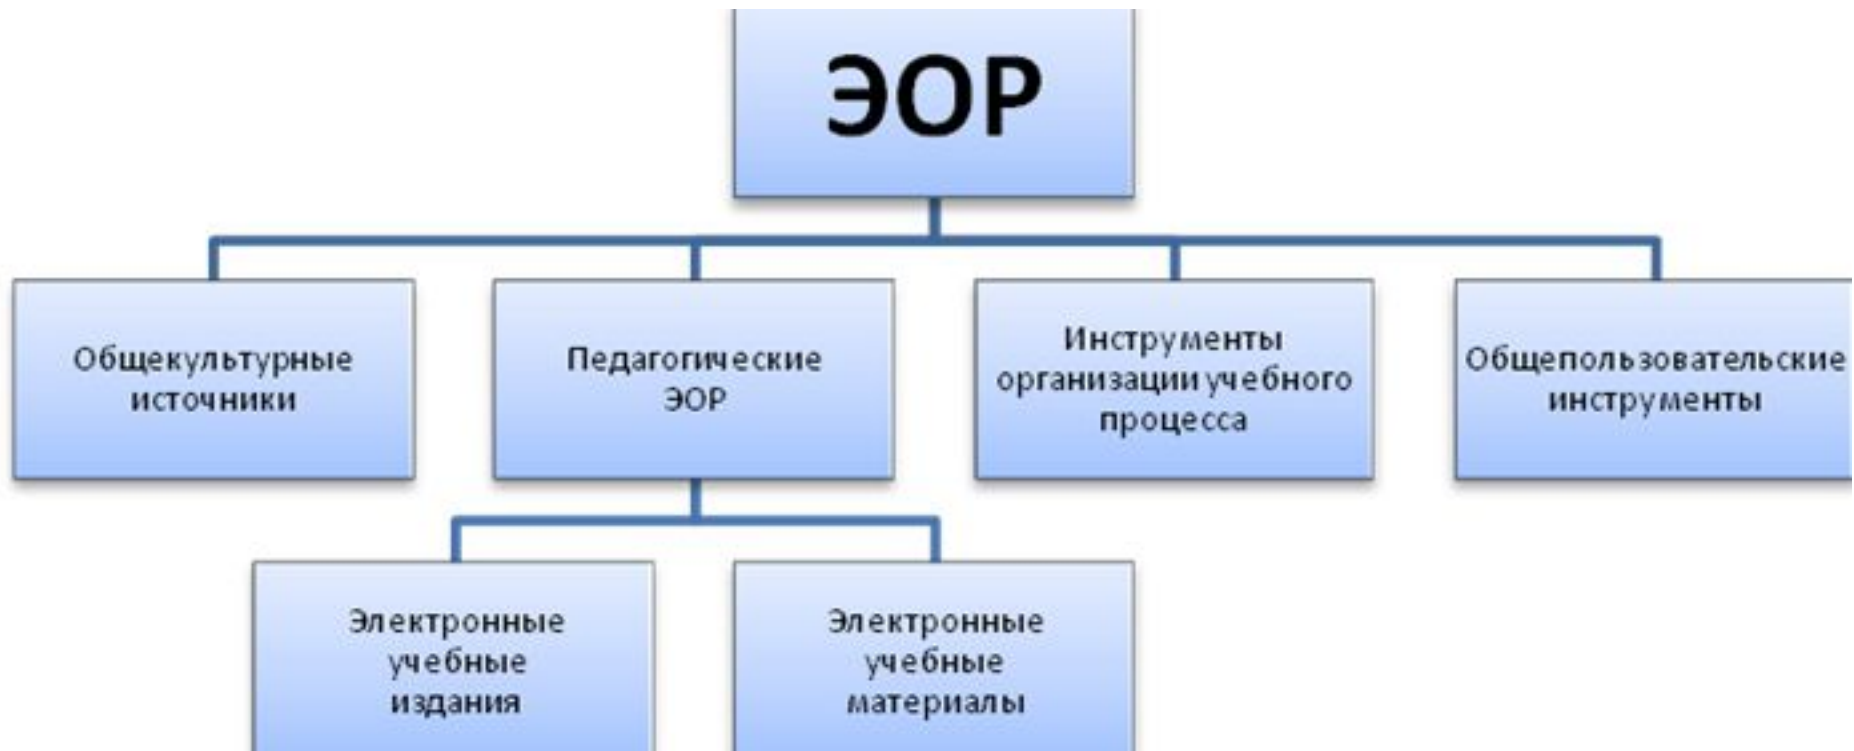 ЭОР
Общекультурные
источники
Педагогические
ЭОР
Инструменты
организации учебного
процесса
Общепользовательские
инструменты
Электронные
учебные
издания
Электронные
учебные
материалы